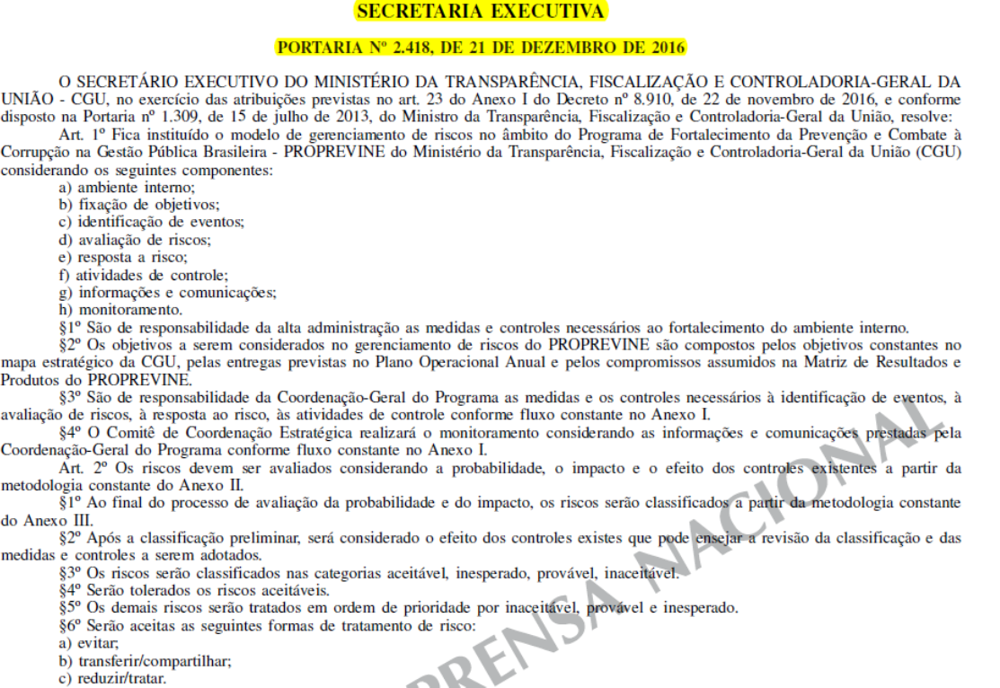 SECRETARIA EXECUTIVA
PORTARIA Nº 2.418, DE 21 DE DEZEMBRO DE 2016
O SECRETÁRIO EXECUTIVO DO MINISTÉRIO DA TRANSPARÊNCIA, FISCALIZAÇÃO E CONTROLADORIA-GERAL DA
UNIÃO - CGU, no exercício das atribuições previstas no art. 23 do Anexo I do Decreto nº 8.910, de 22 de novembro de 2016, e conforme
disposto na Portaria nº 1.309, de 15 de julho de 2013, do Ministro da Transparência, Fiscalização e Controladoria-Geral da União, resolve:
Art. 1º Fica instituído o modelo de gerenciamento de riscos no âmbito do Programa de Fortalecimento da Prevenção e Combate à
Corrupção na Gestão Pública Brasileira - PROPREVINE do Ministério da Transparência, Fiscalização e Controladoria-Geral da União (CGU)
considerando os seguintes componentes:
a) ambiente interno;
b) fixação de objetivos;
c) identificação de eventos;
d) avaliação de riscos;
e) resposta a risco;
f) atividades de controle;
g) informações e comunicações;
h) monitoramento.
§1º São de responsabilidade da alta administração as medidas e controles necessários ao fortalecimento do ambiente interno.
§2º Os objetivos a serem considerados no gerenciamento de riscos do PROPREVINE são compostos pelos objetivos constantes no
mapa estratégico da CGU, pelas entregas previstas no Plano Operacional Anual e pelos compromissos assumidos na Matriz de Resultados e
Produtos do PROPREVINE.
§3º São de responsabilidade da Coordenação-Geral do Programa as medidas e os controles necessários à identificação de eventos, à
avaliação de riscos, à resposta ao risco, às atividades de controle conforme fluxo constante no Anexo I.
§4º O Comitê de Coordenação Estratégica realizará o monitoramento considerando as informações e comunicações prestadas pela
Coordenação-Geral do Programa conforme fluxo constante no Anexo I.
Art. 2º Os riscos devem ser avaliados considerando a probabilidade, o impacto e o efeito dos controles existentes a partir da
metodologia constante do Anexo II.
§1º Ao final do processo de avaliação da probabilidade e do impacto, os riscos serão classificados a partir da metodologia constante
do Anexo III.
§2º Após a classificação preliminar, será considerado o efeito dos controles existes que pode ensejar a revisão da classificação e das
medidas e controles a serem adotados.
§3º Os riscos serão classificados nas categorias aceitável, inesperado, provável, inaceitável.
§4º Serão tolerados os riscos aceitáveis.
§5º Os demais riscos serão tratados em ordem de prioridade por inaceitável, provável e inesperado.
§6º Serão aceitas as seguintes formas de tratamento de risco:
a) evitar;
b) transferir/compartilhar;
c) reduzir/tratar.
PRENSA NACIONAL